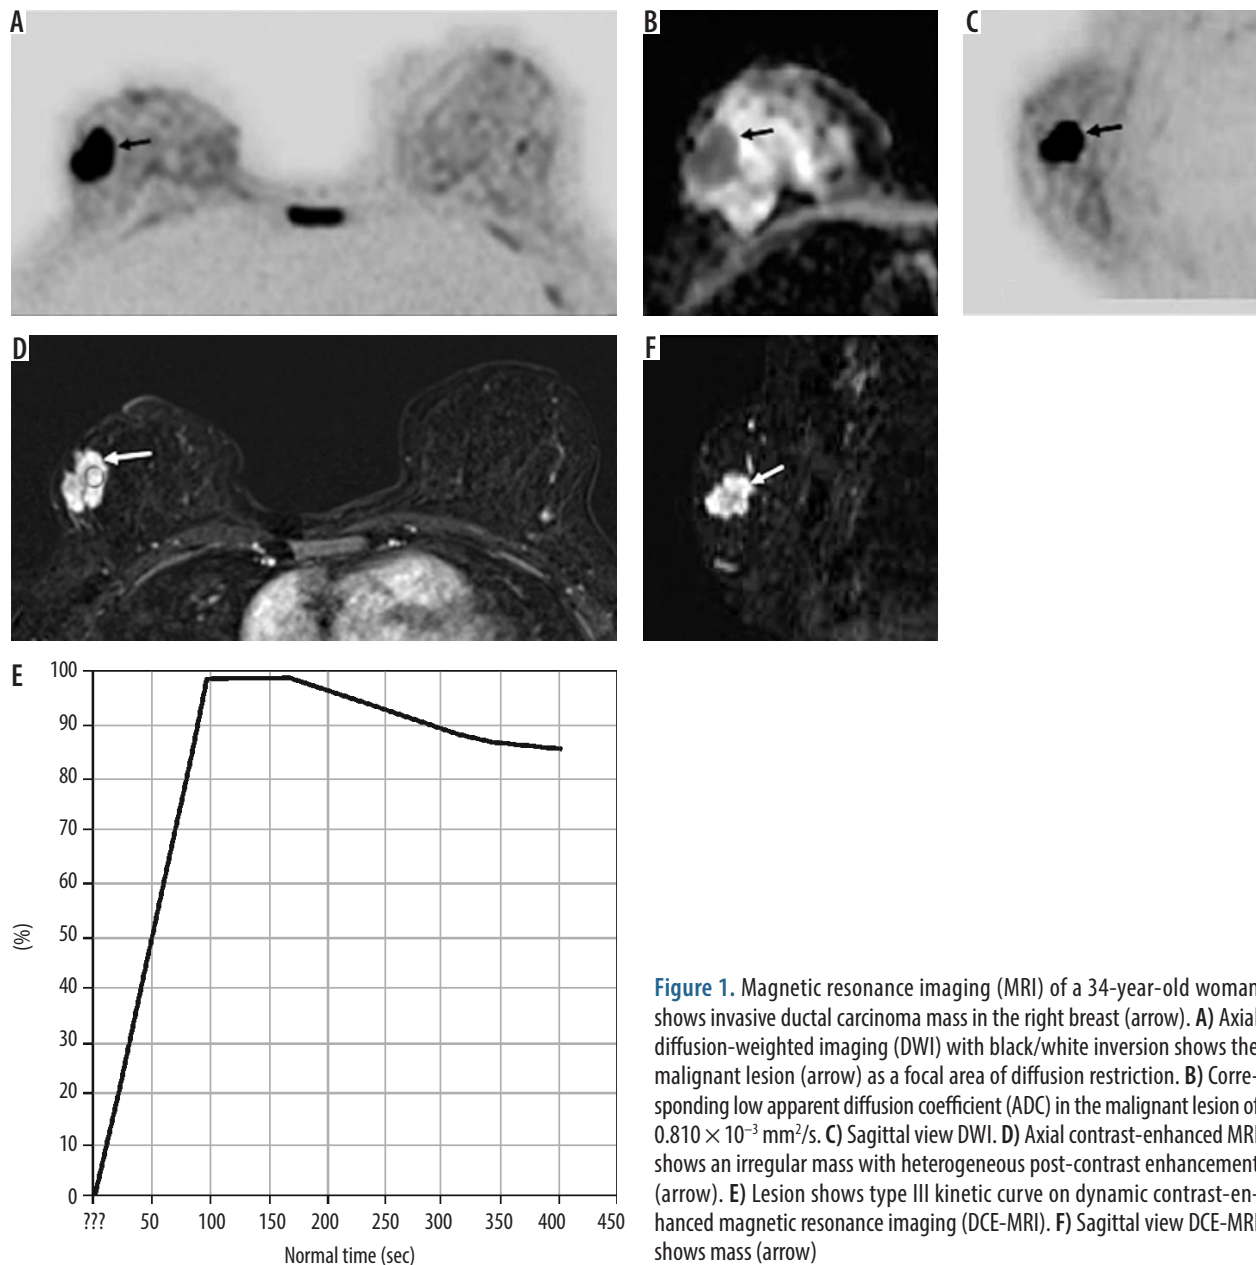 A
B
C
D
F
E
100
90
80
70
60
50
40
30
20
10
0
(%)
??? 50 100 150 200 250 300 350 400 450
Normal time (sec)
Figure 1. Magnetic resonance imaging (MRI) of a 34-year-old woman
shows invasive ductal carcinoma mass in the right breast (arrow). A) Axial
diffusion-weighted imaging (DWI) with black/white inversion shows the
malignant lesion (arrow) as a focal area of diffusion restriction. B) Corre-
sponding low apparent diffusion coefficient (ADC) in the malignant lesion of
0.810 × 10⁻³ mm²/s. C) Sagittal view DWI. D) Axial contrast-enhanced MRI
shows an irregular mass with heterogeneous post-contrast enhancement
(arrow). E) Lesion shows type III kinetic curve on dynamic contrast-en-
hanced magnetic resonance imaging (DCE-MRI). F) Sagittal view DCE-MRI
shows mass (arrow)